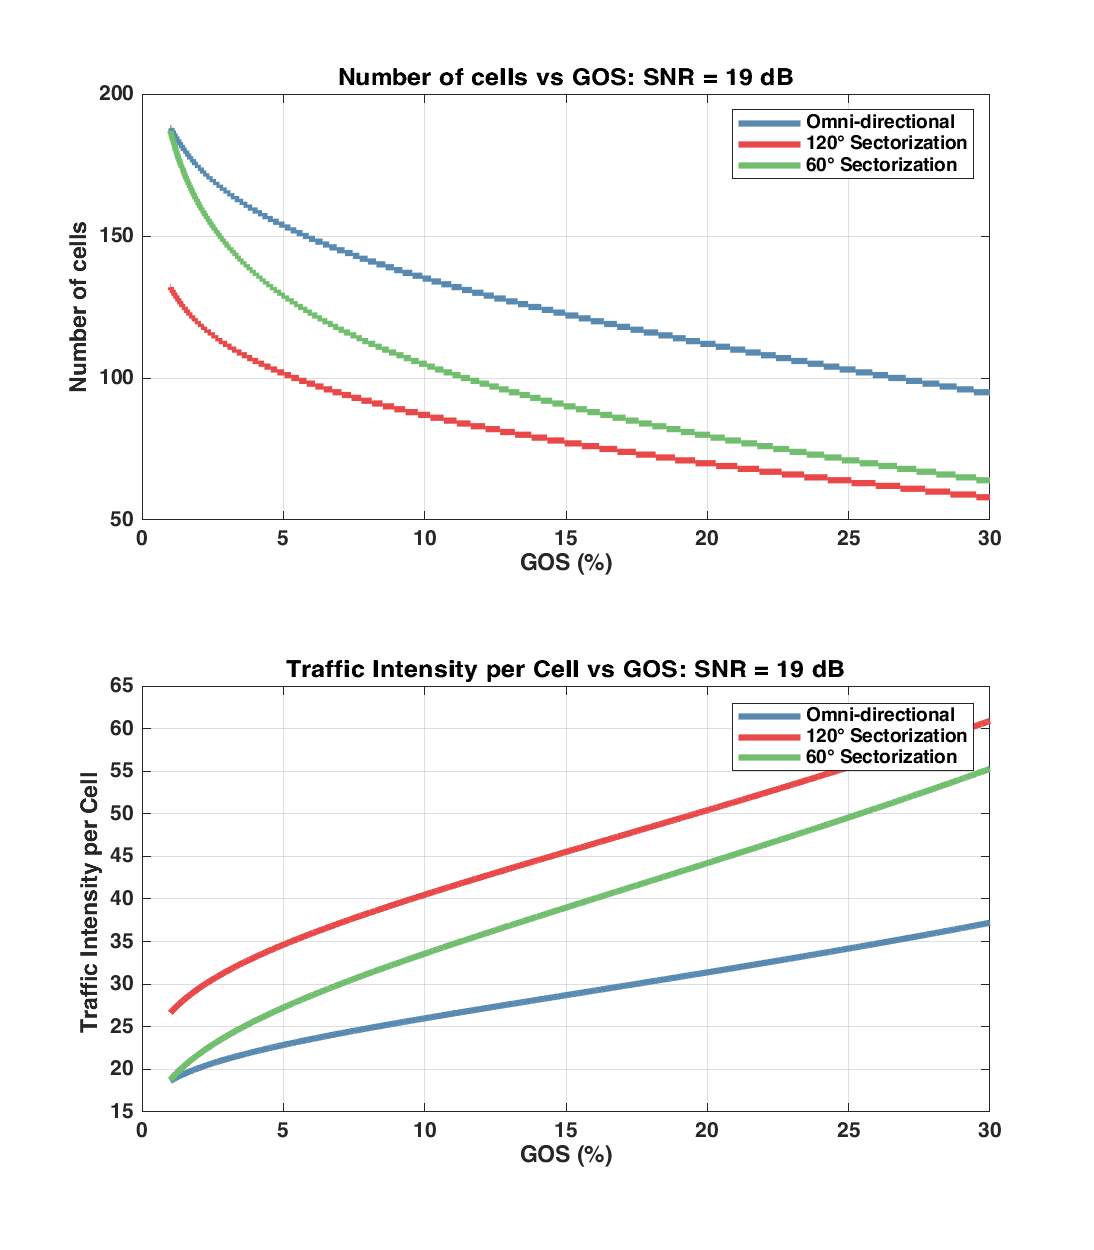 Number of cells vs GOS: SNR = 19 dB
200
150
100
50
Number of cells
Omni-directional
120° Sectorization
60° Sectorization
0 5 10 15 20 25 30
GOS (%)
Traffic Intensity per Cell vs GOS: SNR = 19 dB
65
60
55
50
45
40
35
30
25
20
15
Traffic Intensity per Cell
Omni-directional
120° Sectorization
60° Sectorization
0 5 10 15 20 25 30
GOS (%)